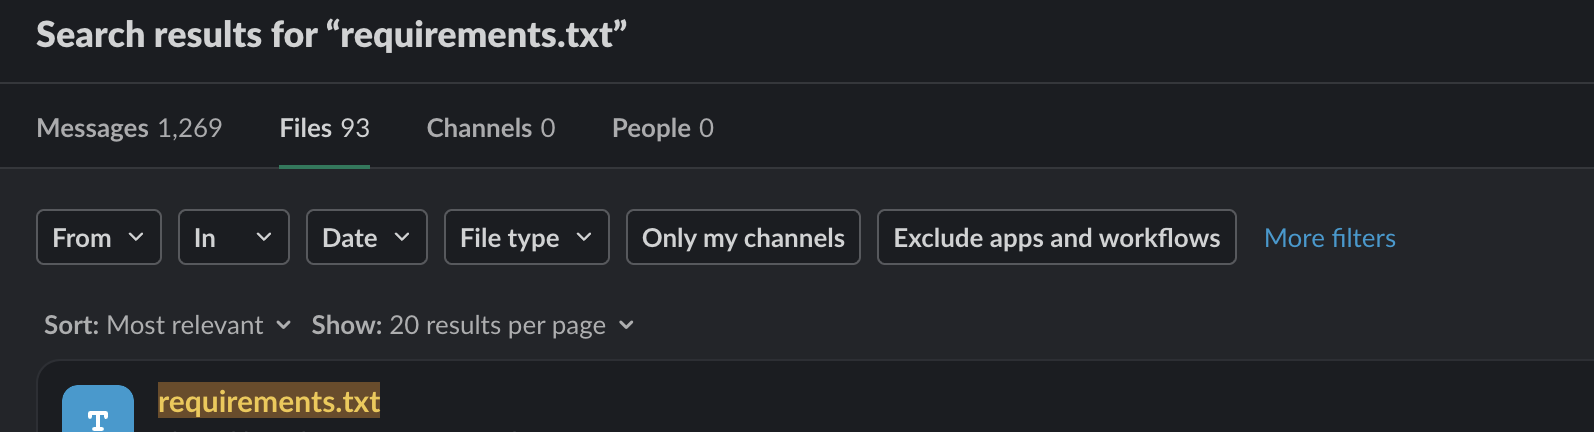 Search results for “requirements.txt”
Messages 1,269 Files 93 Channels 0 People 0
From In Date File type Only my channels Exclude apps and workflows More filters
Sort: Most relevant Show: 20 results per page
T
requirements.txt